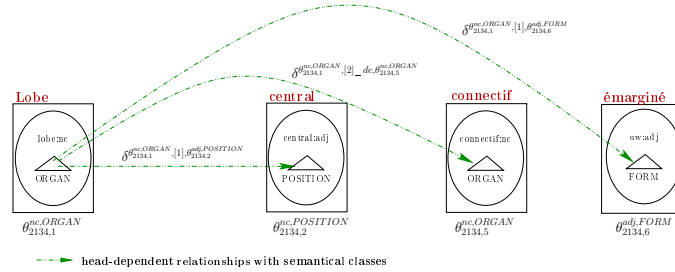 δ^{θ^{nc,ORGAN}_{2134,1},[1],θ^{adj,FORM}_{2134,6}}
δ^{θ^{nc,ORGAN}_{2134,1},[2]_de,θ^{nc,ORGAN}_{2134,5}}
Lobe central connectif émarginé
lobe:nc central:adj connectif:nc uw:adj
δ^{θ^{nc,ORGAN}_{2134,1},[1],θ^{adj,POSITION}_{2134,2}}
ORGAN POSITION ORGAN FORM
θ^{nc,ORGAN}_{2134,1} θ^{nc,POSITION}_{2134,2} θ^{nc,ORGAN}_{2134,5} θ^{adj,FORM}_{2134,6}
head-dependent relationships with semantical classes